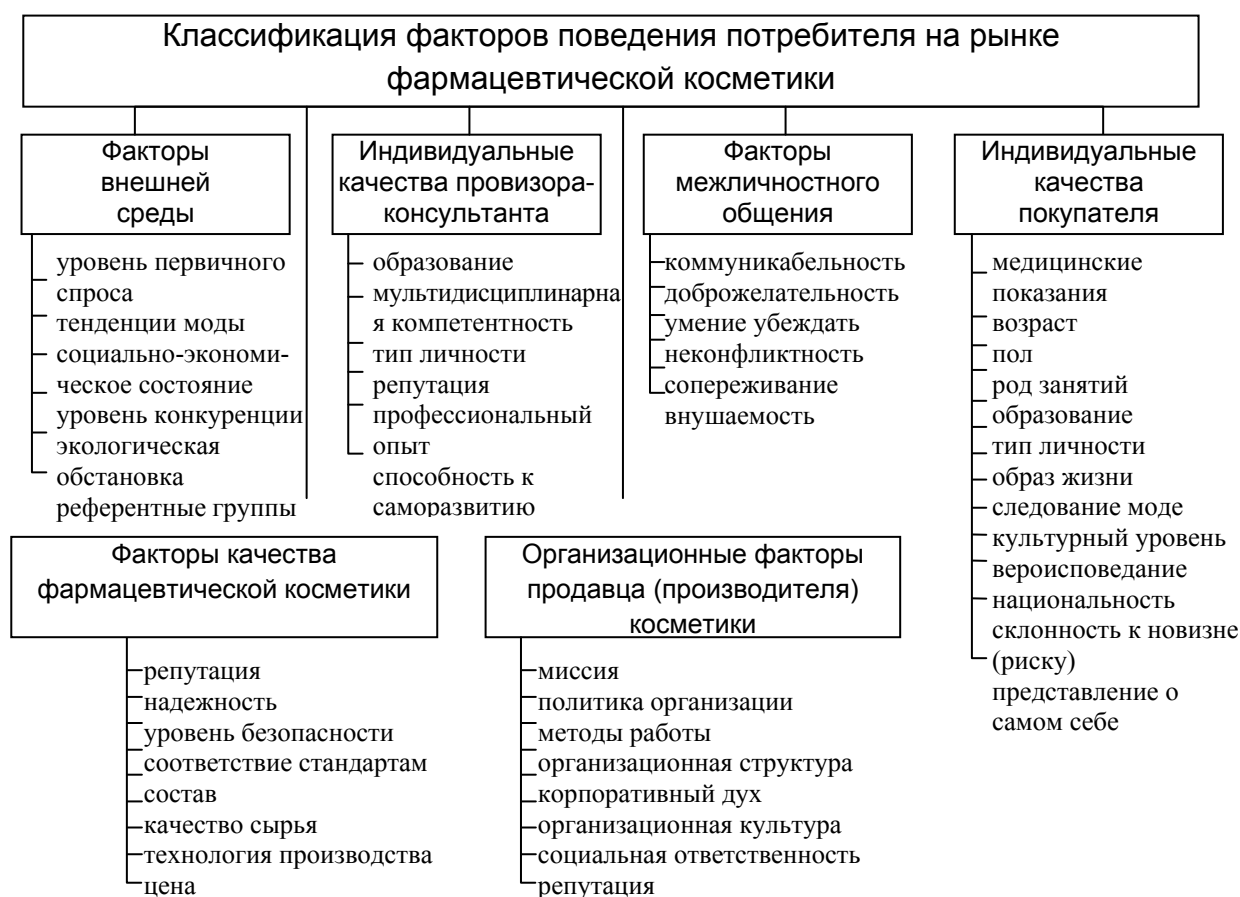 Классификация факторов поведения потребителя на рынке
фармацевтической косметики
Факторы
внешней
среды
уровень первичного
спроса
тенденции моды
социально-экономи-
ческое состояние
уровень конкуренции
экологическая
обстановка
референтные группы
Индивидуальные
качества провизора-
консультанта
образование
мультидисциплинарна
я компетентность
тип личности
репутация
профессиональный
опыт
способность к
саморазвитию
Факторы
межличностного
общения
коммуникабельность
доброжелательность
умение убеждать
неконфликтность
сопереживание
внушаемость
Индивидуальные
качества
покупателя
медицинские
показания
возраст
пол
род занятий
образование
тип личности
образ жизни
следование моде
культурный уровень
вероисповедание
национальность
склонность к новизне
(риску)
представление о
самом себе
Факторы качества
фармацевтической косметики
репутация
надежность
уровень безопасности
соответствие стандартам
состав
качество сырья
технология производства
цена
Организационные факторы
продавца (производителя)
косметики
миссия
политика организации
методы работы
организационная структура
корпоративный дух
организационная культура
социальная ответственность
репутация